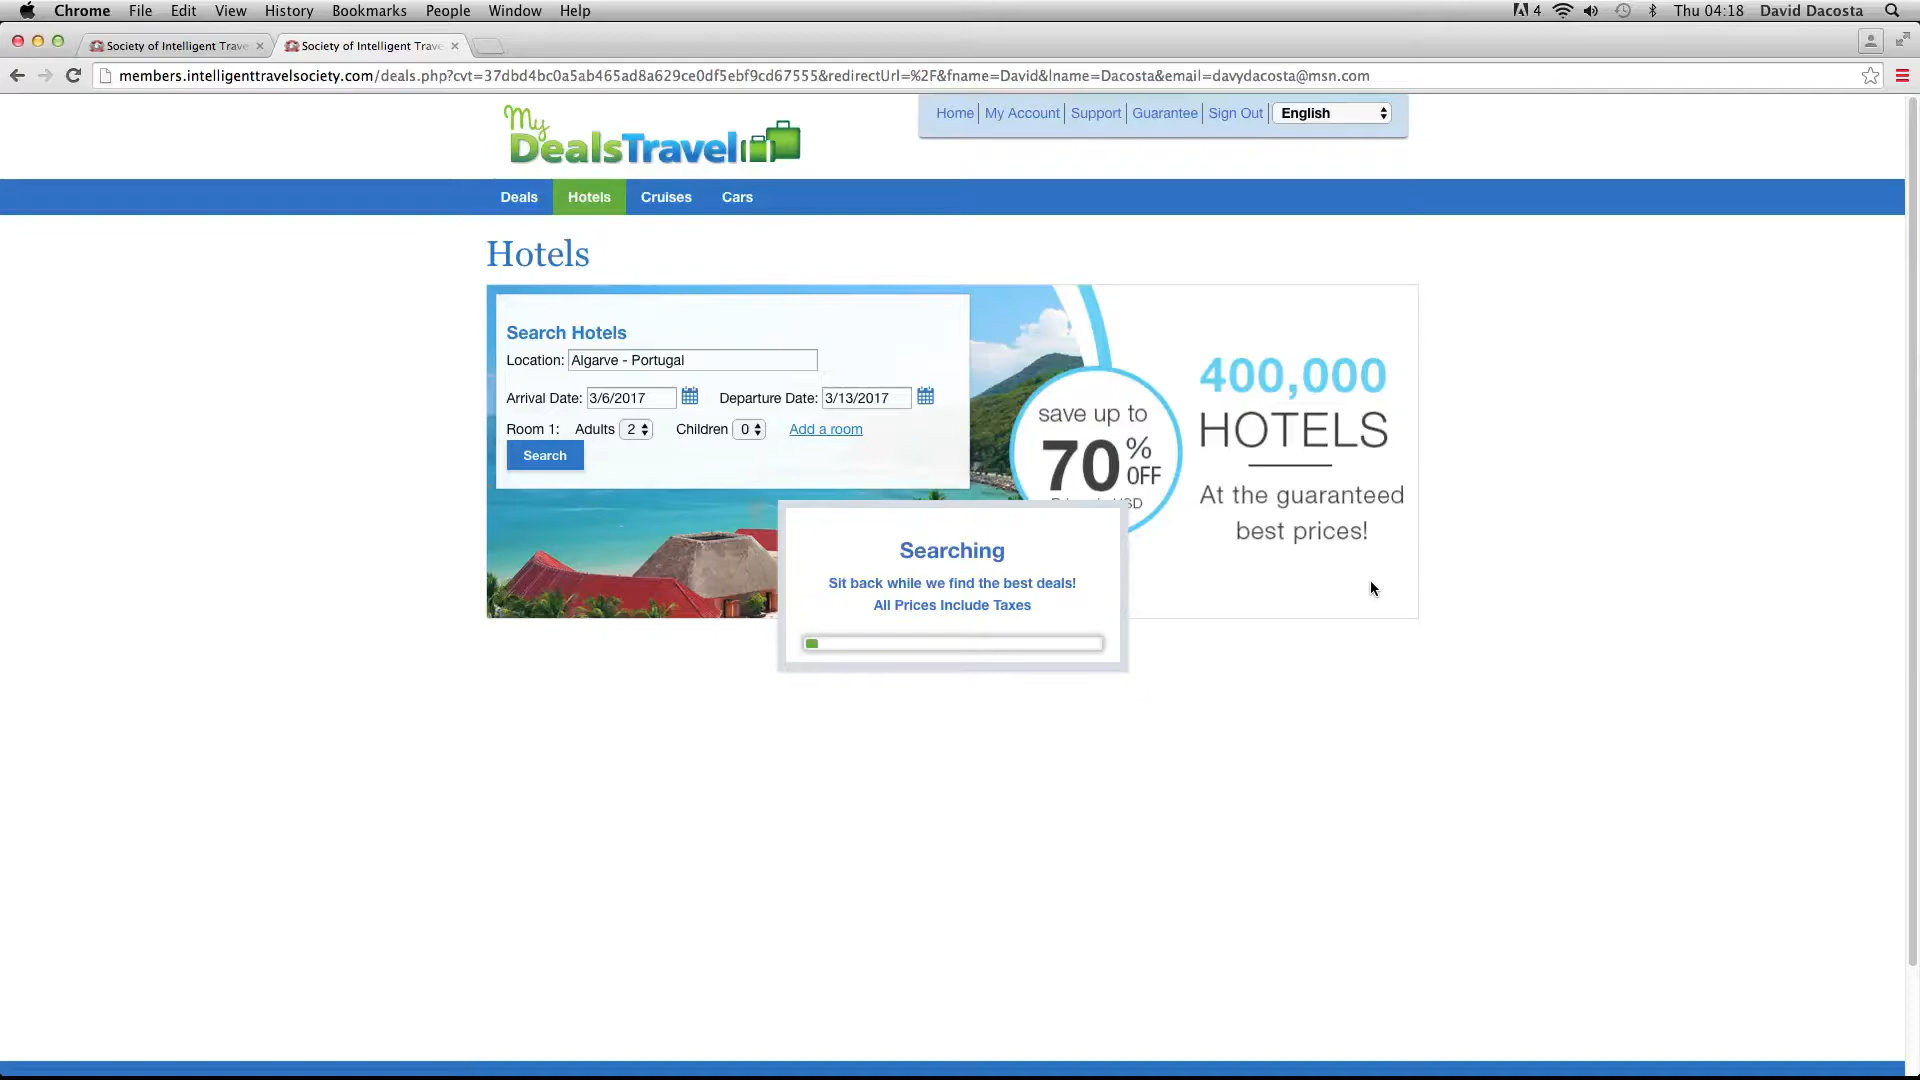 Chrome File Edit View History Bookmarks People Window Help 4 Thu 04:18 David Dacosta
Society of Intelligent Trave Society of Intelligent Trave
members.intelligenttravelsociety.com/deals.php?cvt=37dbd4bc0a5ab465ad8a629ce0df5ebf9cd67555&redirectUrl=%2F&fname=David&lname=Dacosta&email=davydacosta@msn.com
My
DealsTravel
Home My Account Support Guarantee Sign Out English
Deals Hotels Cruises Cars
Hotels
Search Hotels
Location: Algarve - Portugal
Arrival Date: 3/6/2017 Departure Date: 3/13/2017
Room 1: Adults 2 Children 0 Add a room
Search
save up to
70% OFF
400,000
HOTELS
At the guaranteed
best prices!
Searching
Sit back while we find the best deals!
All Prices Include Taxes